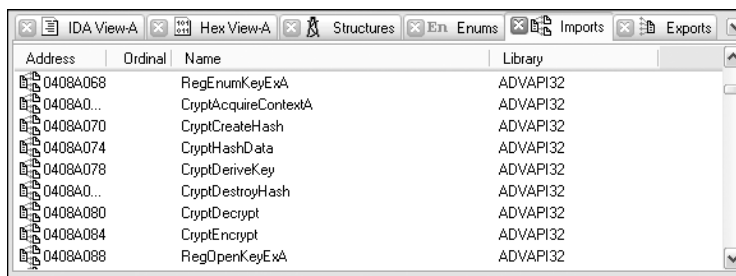 IDA View-A Hex View-A Structures En Enums Imports Exports
Address Ordinal Name Library
0408A068 RegEnumKeyExA ADVAPI32
0408A0... CryptAcquireContextA ADVAPI32
0408A070 CryptCreateHash ADVAPI32
0408A074 CryptHashData ADVAPI32
0408A078 CryptDeriveKey ADVAPI32
0408A0... CryptDestroyHash ADVAPI32
0408A080 CryptDecrypt ADVAPI32
0408A084 CryptEncrypt ADVAPI32
0408A088 RegOpenKeyExA ADVAPI32